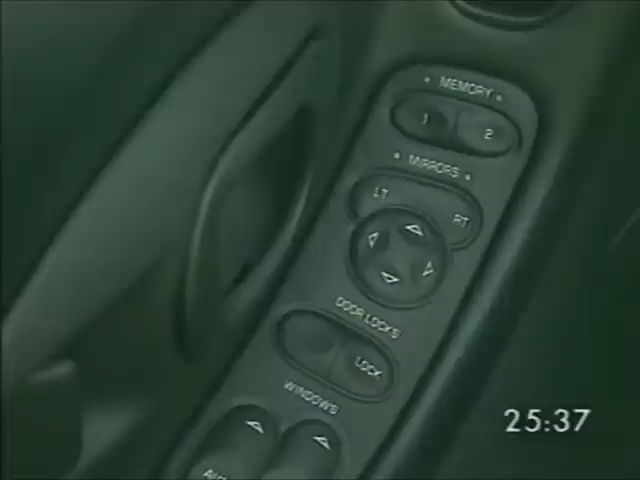 • MEMORY •
1 2
• MIRRORS •
LT RT
DOOR LOCKS
LOCK
WINDOWS
25:37